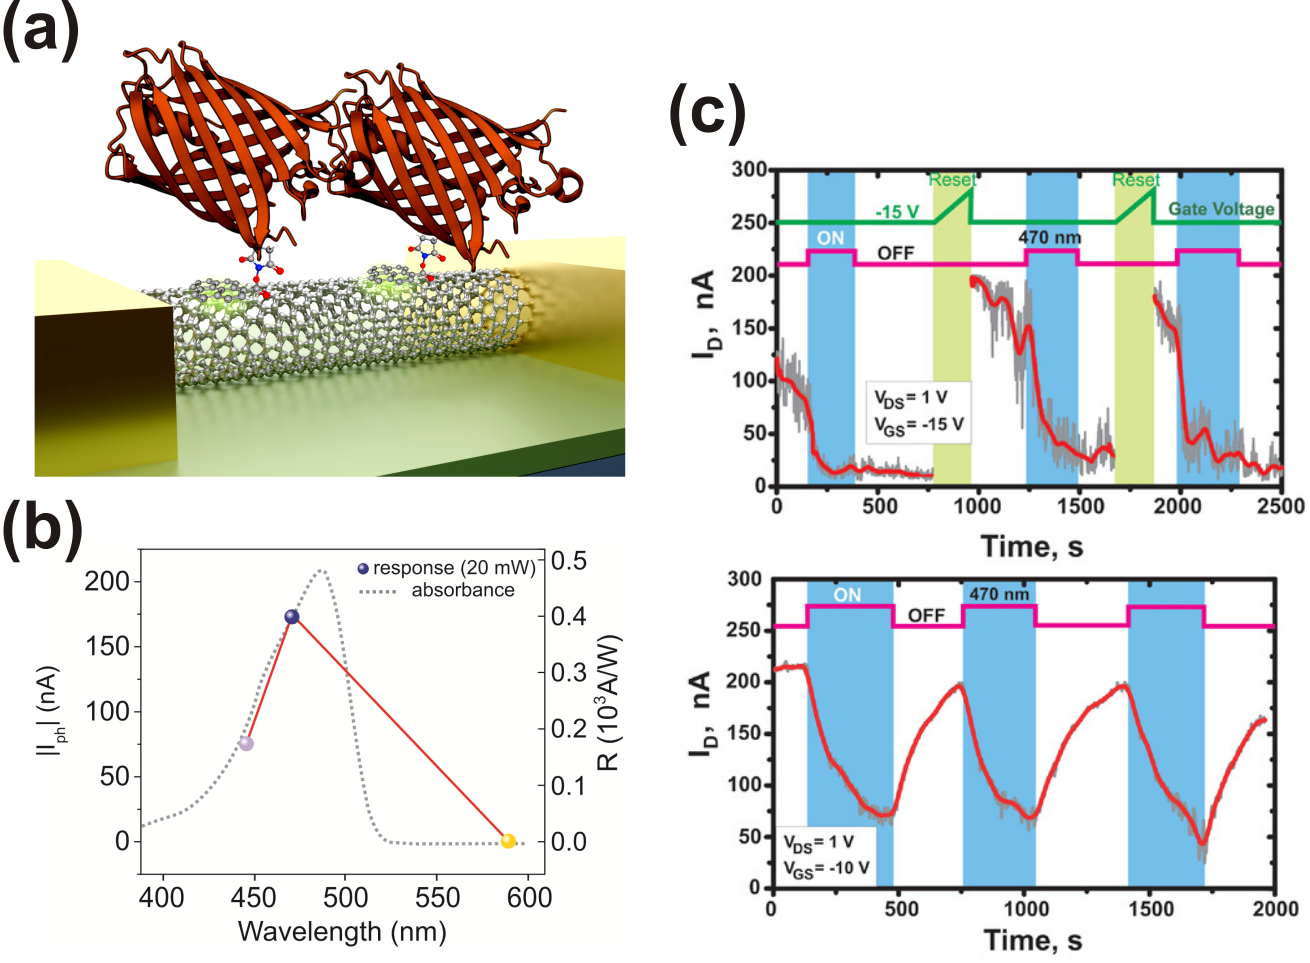 (a)
(b)
200
150
100
50
0
|I_ph| (nA)
response (20 mW)
absorbance
0.5
0.4
0.3
0.2
0.1
0.0
R (10³A/W)
400 450 500 550 600
Wavelength (nm)
(c)
300
250
200
150
100
50
0
I_D, nA
Reset
Reset
-15 V
Gate Voltage
ON
OFF
470 nm
V_DS= 1 V
V_GS= -15 V
0 500 1000 1500 2000 2500
Time, s
300
250
200
150
100
50
0
I_D, nA
ON
OFF
470 nm
V_DS= 1 V
V_GS= -10 V
0 500 1000 1500 2000
Time, s